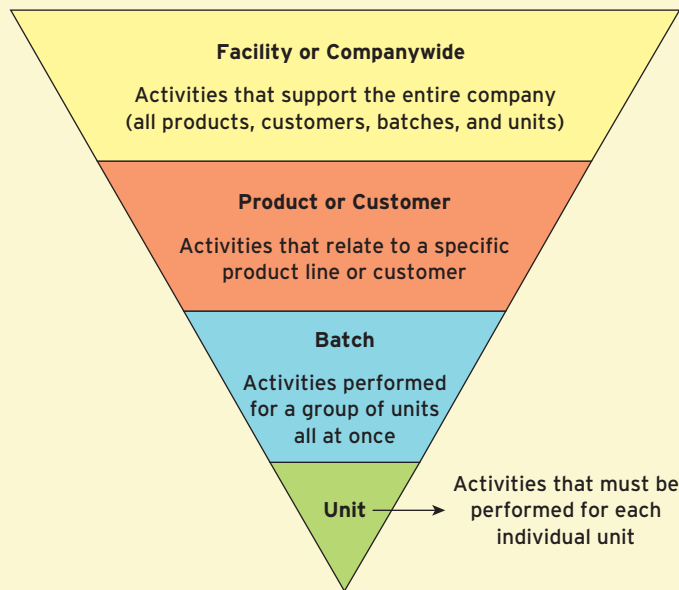 Facility or Companywide
Activities that support the entire company
(all products, customers, batches, and units)
Product or Customer
Activities that relate to a specific
product line or customer
Batch
Activities performed
for a group of units
all at once
Unit
Activities that must be
performed for each
individual unit